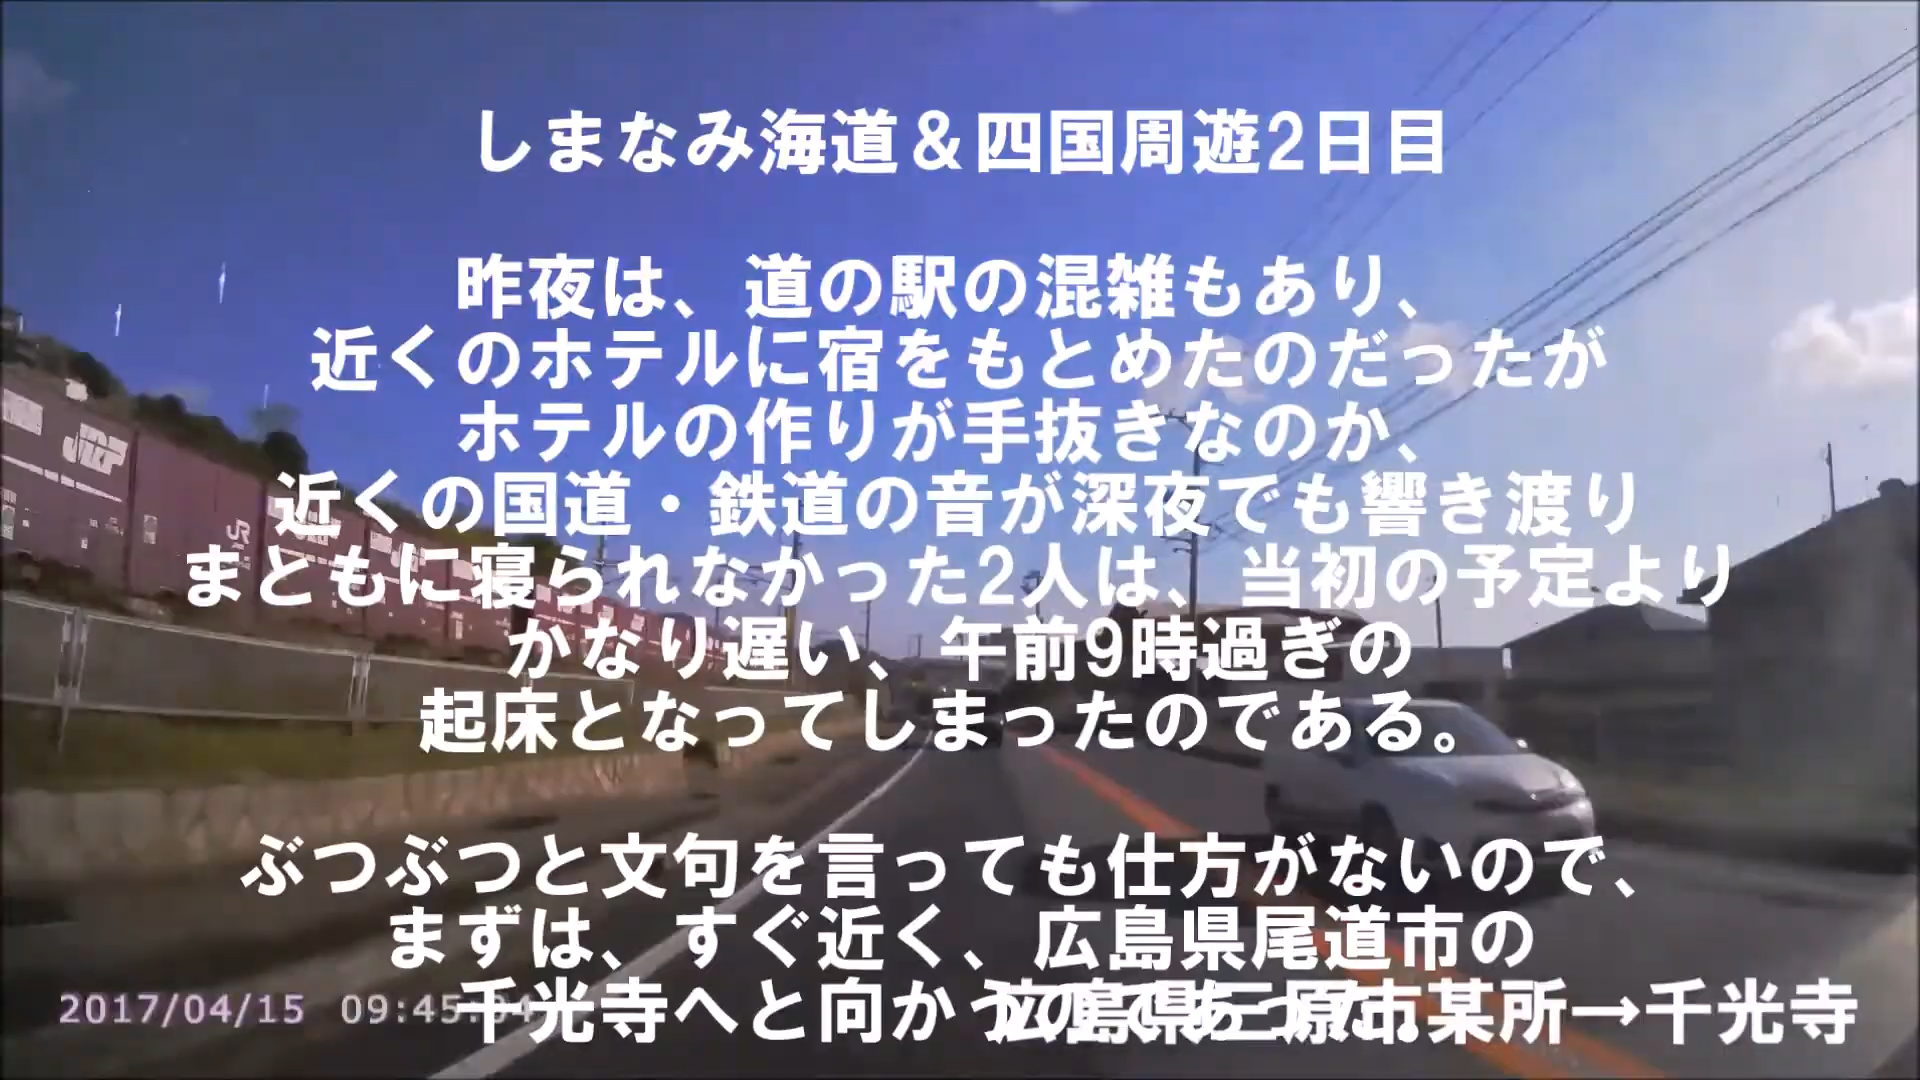 しまなみ海道＆四国周遊2日目
昨夜は、道の駅の混雑もあり、
近くのホテルに宿をもとめたのだったが
ホテルの作りが手抜きなのか、
近くの国道・鉄道の音が深夜でも響き渡り
まともに寝られなかった2人は、当初の予定より
かなり遅い、午前9時過ぎの
起床となってしまったのである。
ぶつぶつと文句を言っても仕方がないので、
まずは、すぐ近く、広島県尾道市の
千光寺へと向かうのであった。
広島県三原市某所→千光寺
2017/04/15 09:45:
JRF
JR